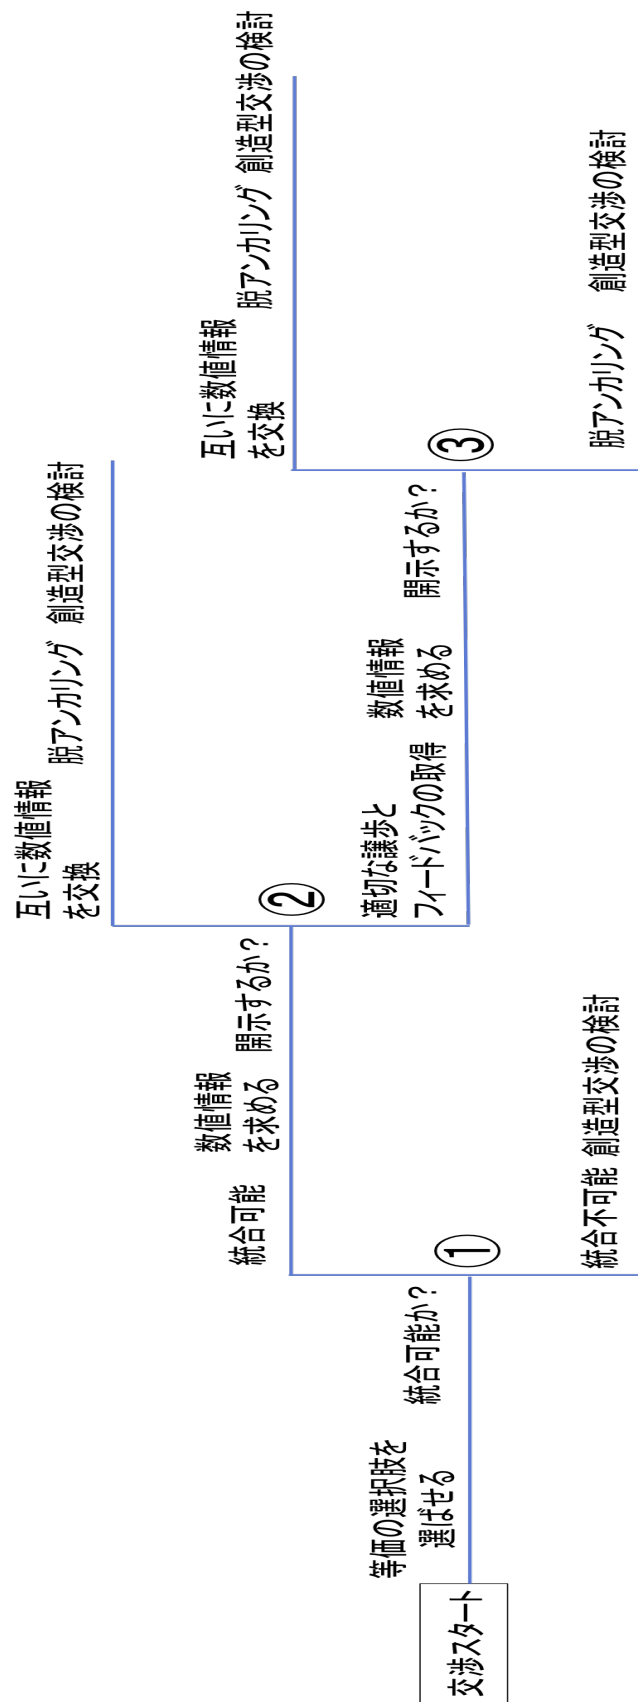 交渉スタート
等価の選択肢を
選ばせる
統合可能か？
①
統合可能
数値情報
を求める
開示するか？
統合不可能 創造型交渉の検討
②
互いに数値情報
を交換
脱アンカリング 創造型交渉の検討
適切な譲歩と
フィードバックの取得
数値情報
を求める
開示するか？
③
互いに数値情報
を交換
脱アンカリング 創造型交渉の検討
脱アンカリング 創造型交渉の検討